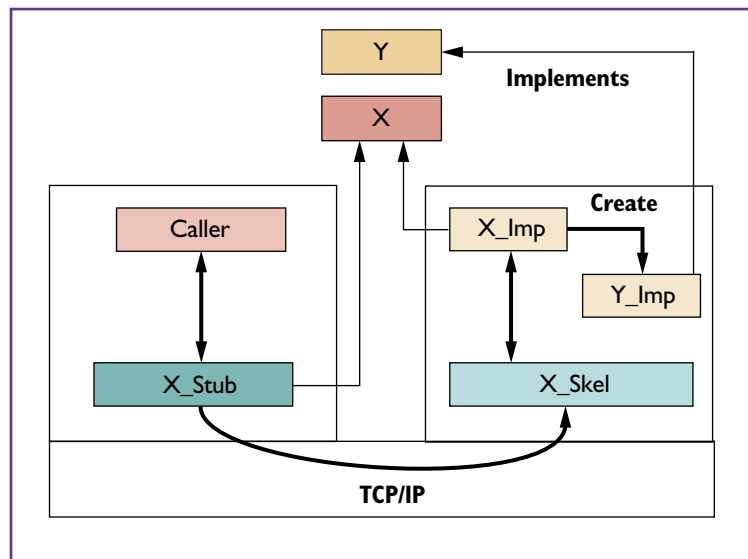 Y
Implements
X
Caller
X_Imp
Create
Y_Imp
X_Stub
X_Skel
TCP/IP